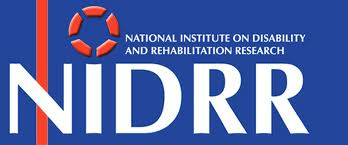 NATIONAL INSTITUTE ON DISABILITY
AND REHABILITATION RESEARCH
NIDRR